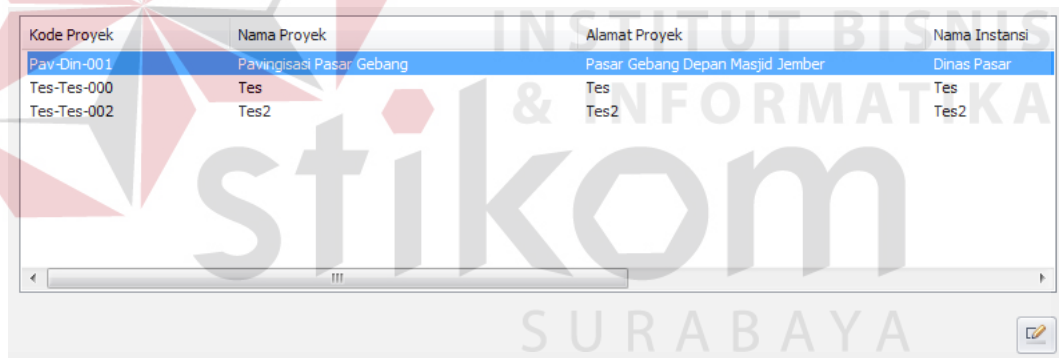 INSTITUT BISNIS
Kode Proyek Nama Proyek Alamat Proyek Nama Instansi
Pav-Din-001 Pavingisasi Pasar Gebang Pasar Gebang Depan Masjid Jember Dinas Pasar
Tes-Tes-000 Tes Tes Tes
& INFORMATIKA
Tes-Tes-002 Tes2 Tes2 Tes2
stikom
SURABAYA